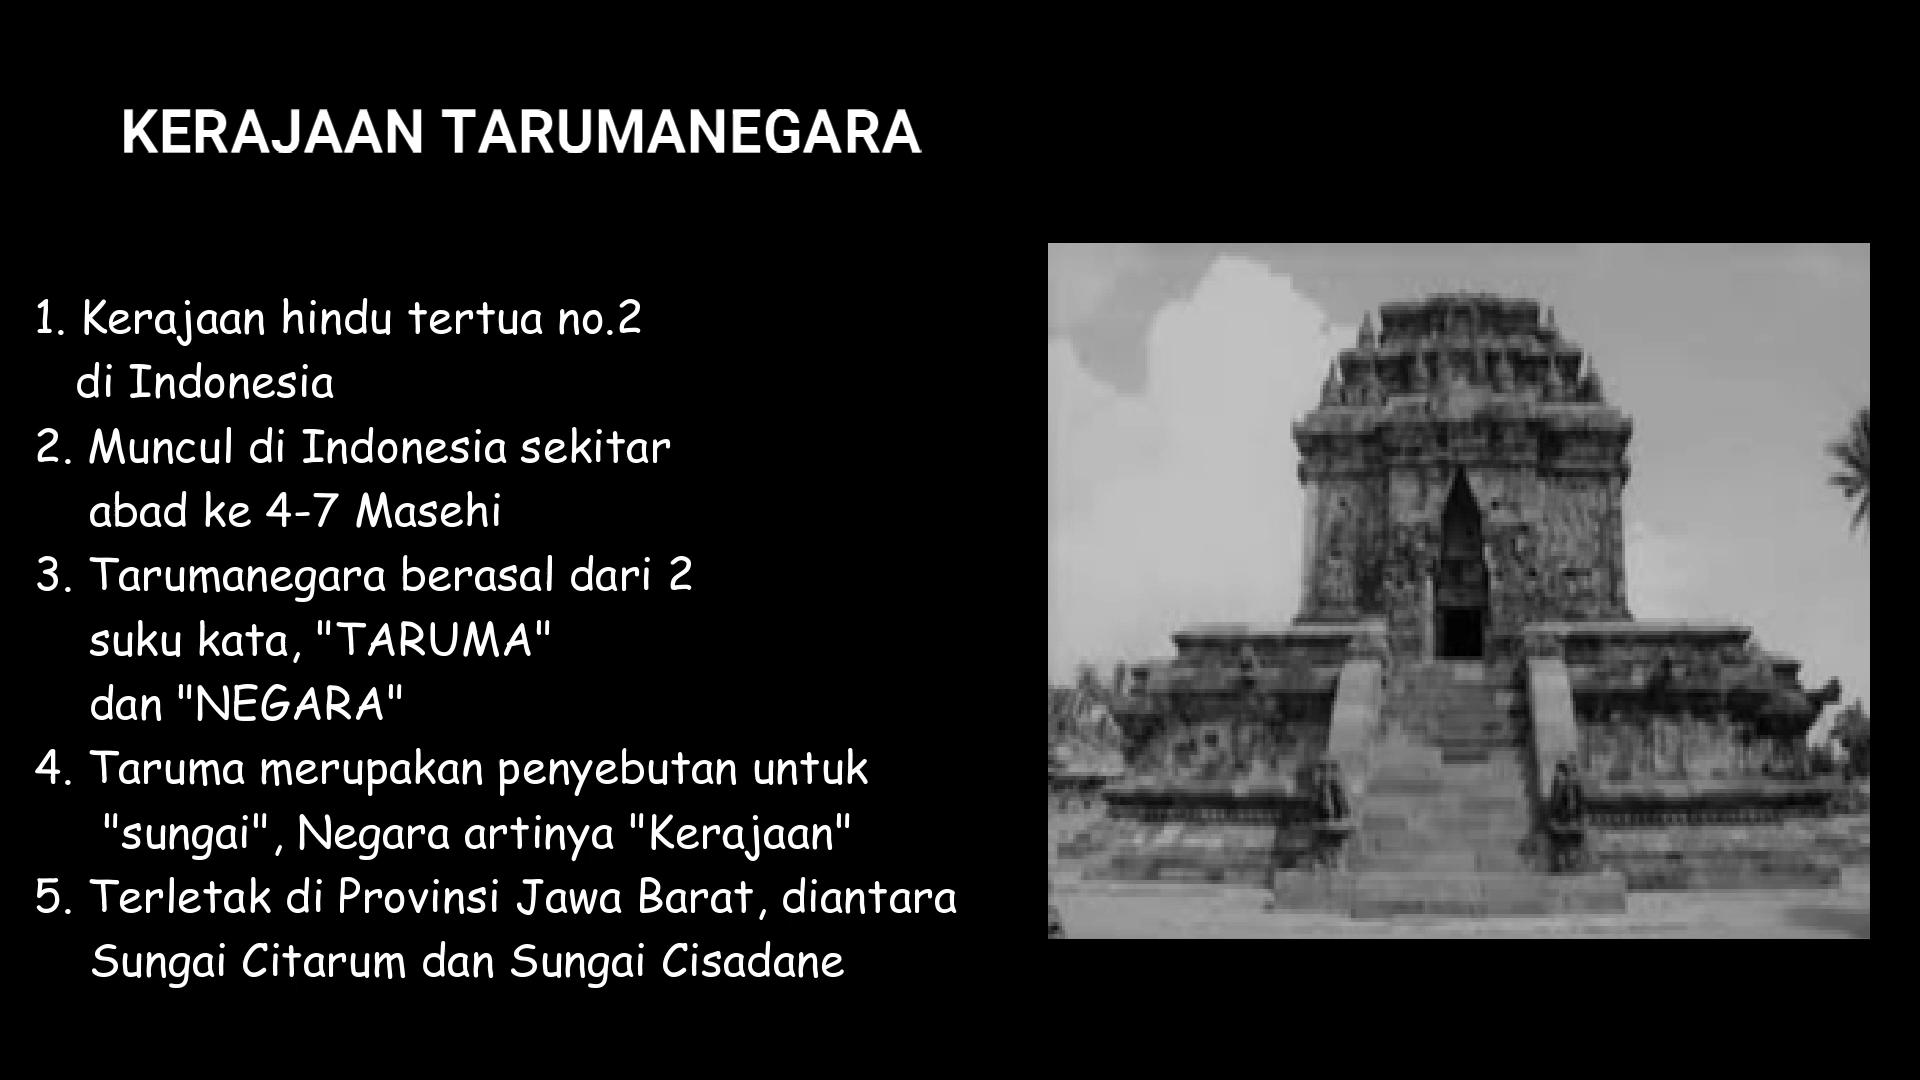 KERAJAAN TARUMANEGARA
1. Kerajaan hindu tertua no.2
di Indonesia
2. Muncul di Indonesia sekitar
abad ke 4-7 Masehi
3. Tarumanegara berasal dari 2
suku kata, "TARUMA"
dan "NEGARA"
4. Taruma merupakan penyebutan untuk
"sungai", Negara artinya "Kerajaan"
5. Terletak di Provinsi Jawa Barat, diantara
Sungai Citarum dan Sungai Cisadane